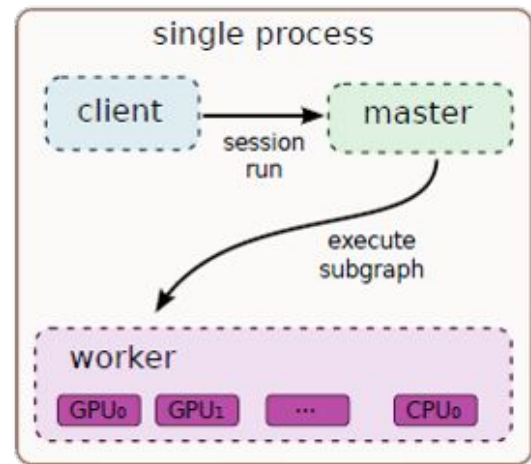 single process
client
master
session
run
execute
subgraph
worker
GPU₀ GPU₁ ... CPU₀